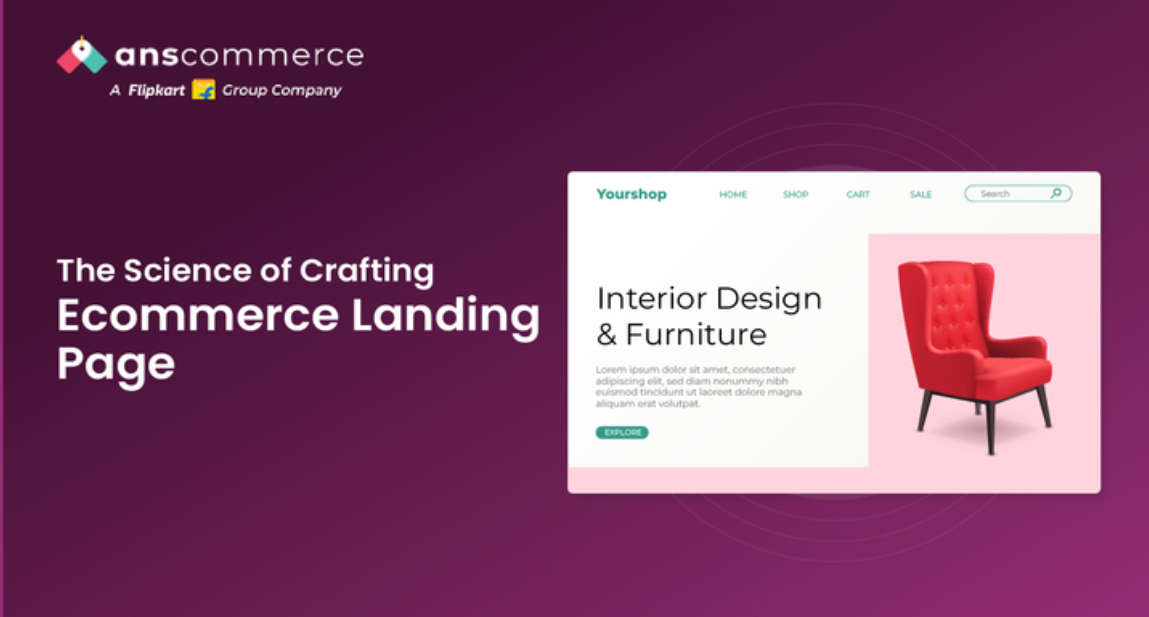 anscommerce
A Flipkart Group Company
The Science of Crafting
Ecommerce Landing
Page
Yourshop HOME SHOP CART SALE Search
Interior Design
& Furniture
Lorem ipsum dolor sit amet, consectetuer
adipiscing elit, sed diam nonummy nibh
euismod tincidunt ut laoreet dolore magna
aliquam erat volutpat.
EXPLORE